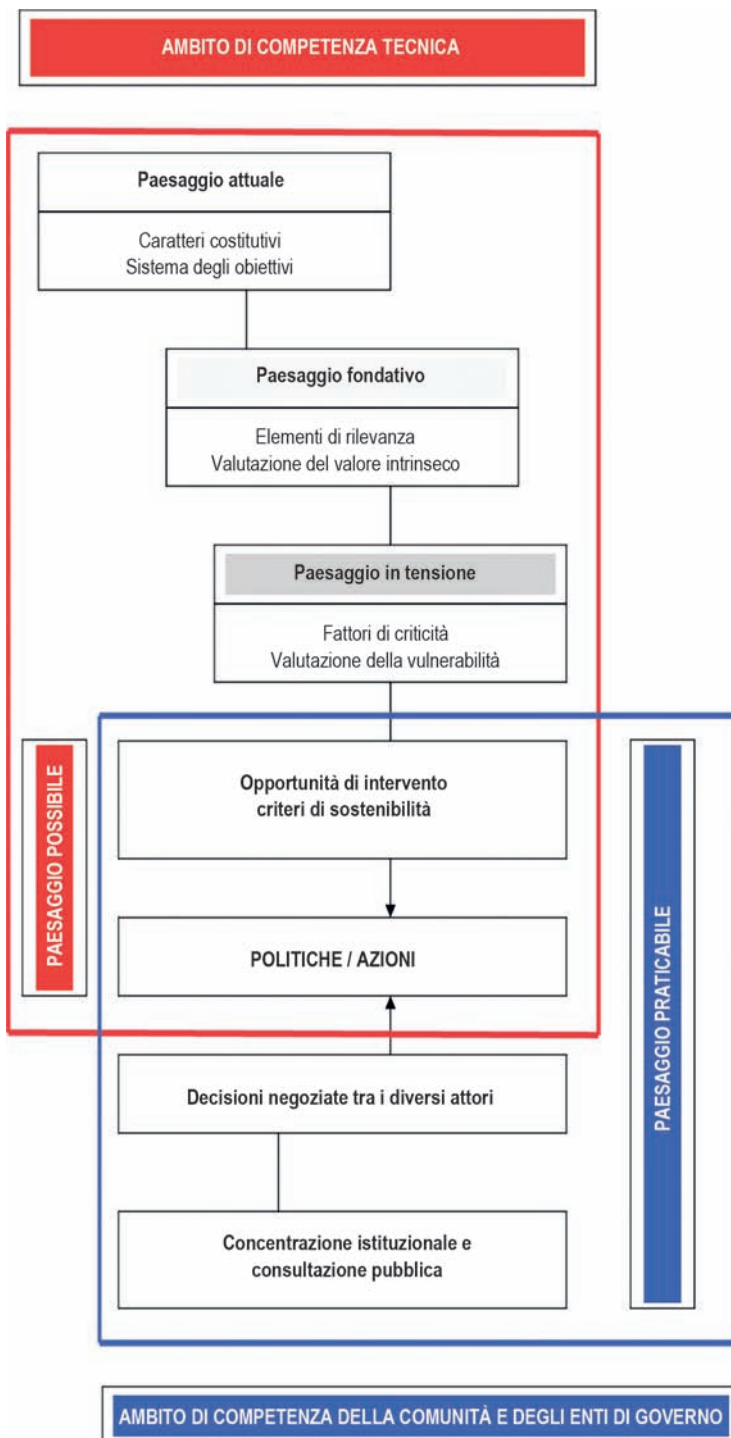 AMBITO DI COMPETENZA TECNICA
Paesaggio attuale
Caratteri costitutivi
Sistema degli obiettivi
Paesaggio fondativo
Elementi di rilevanza
Valutazione del valore intrinseco
Paesaggio in tensione
Fattori di criticità
Valutazione della vulnerabilità
PAESAGGIO POSSIBILE
Opportunità di intervento
criteri di sostenibilità
POLITICHE / AZIONI
PAESAGGIO PRATICABILE
Decisioni negoziate tra i diversi attori
Concentrazione istituzionale e
consultazione pubblica
AMBITO DI COMPETENZA DELLA COMUNITÀ E DEGLI ENTI DI GOVERNO